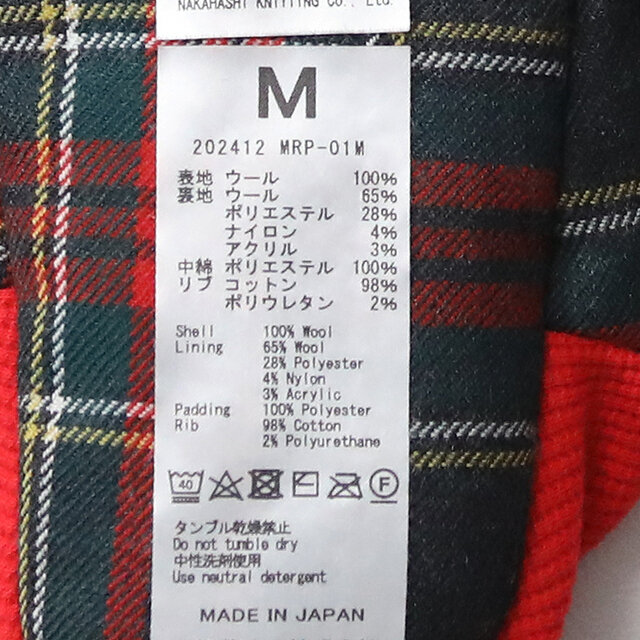 NAKAHASHI KNITTING Co., Ltd.
M
202412 MRP-01M
表地 ウール 100%
裏地 ウール 65%
ポリエステル 28%
ナイロン 4%
アクリル 3%
中綿 ポリエステル 100%
リブ コットン 98%
ポリウレタン 2%
Shell 100% Wool
Lining 65% Wool
28% Polyester
4% Nylon
3% Acrylic
Padding 100% Polyester
Rib 98% Cotton
2% Polyurethane
40 F
タンブル乾燥禁止
Do not tumble dry
中性洗剤使用
Use neutral detergent
MADE IN JAPAN